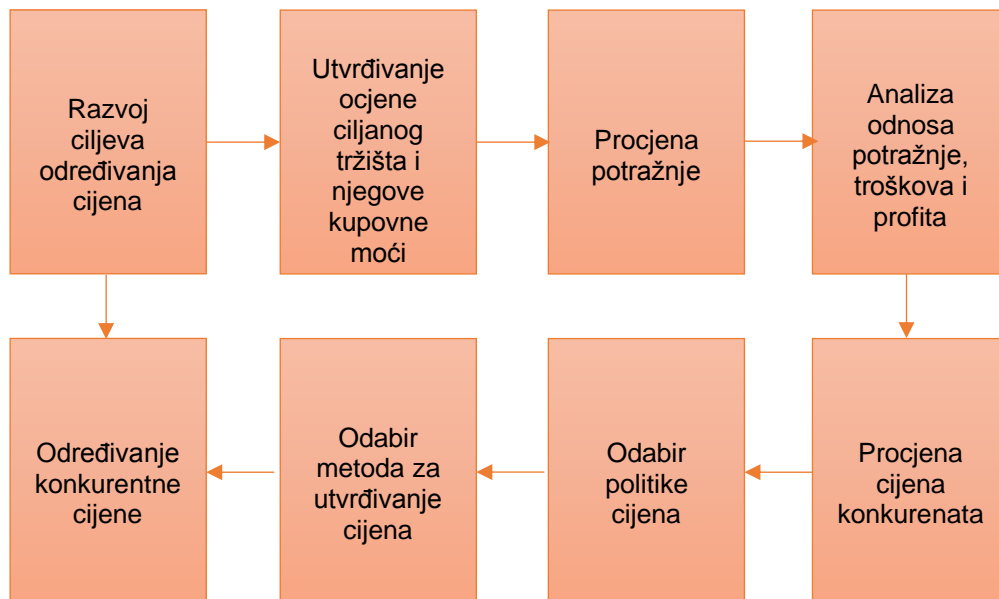 Razvoj
ciljeva
određivanja
cijena
Utvrđivanje
ocjene
ciljanog
tržišta i
njegove
kupovne
moći
Procjena
potražnje
Analiza
odnosa
potražnje,
troškova i
profita
Određivanje
konkurentne
cijene
Odabir
metoda za
utvrđivanje
cijena
Odabir
politike
cijena
Procjena
cijena
konkurenata